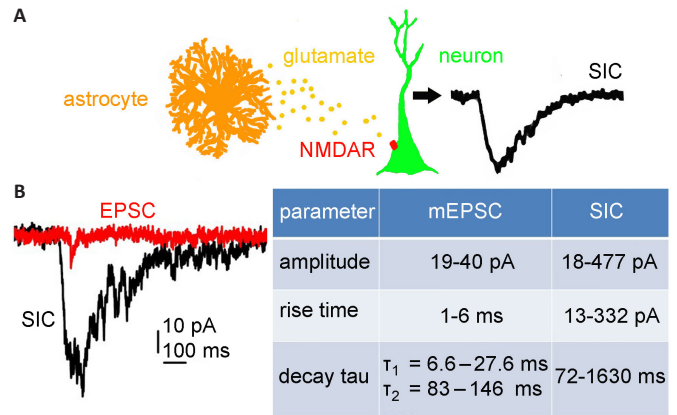 A
glutamate
neuron
SIC
astrocyte
NMDAR
B
EPSC
SIC
10 pA
100 ms
parameter mEPSC SIC
amplitude 19-40 pA 18-477 pA
rise time 1-6 ms 13-332 pA
decay tau τ₁ = 6.6–27.6 ms 72-1630 ms
τ₂ = 83–146 ms